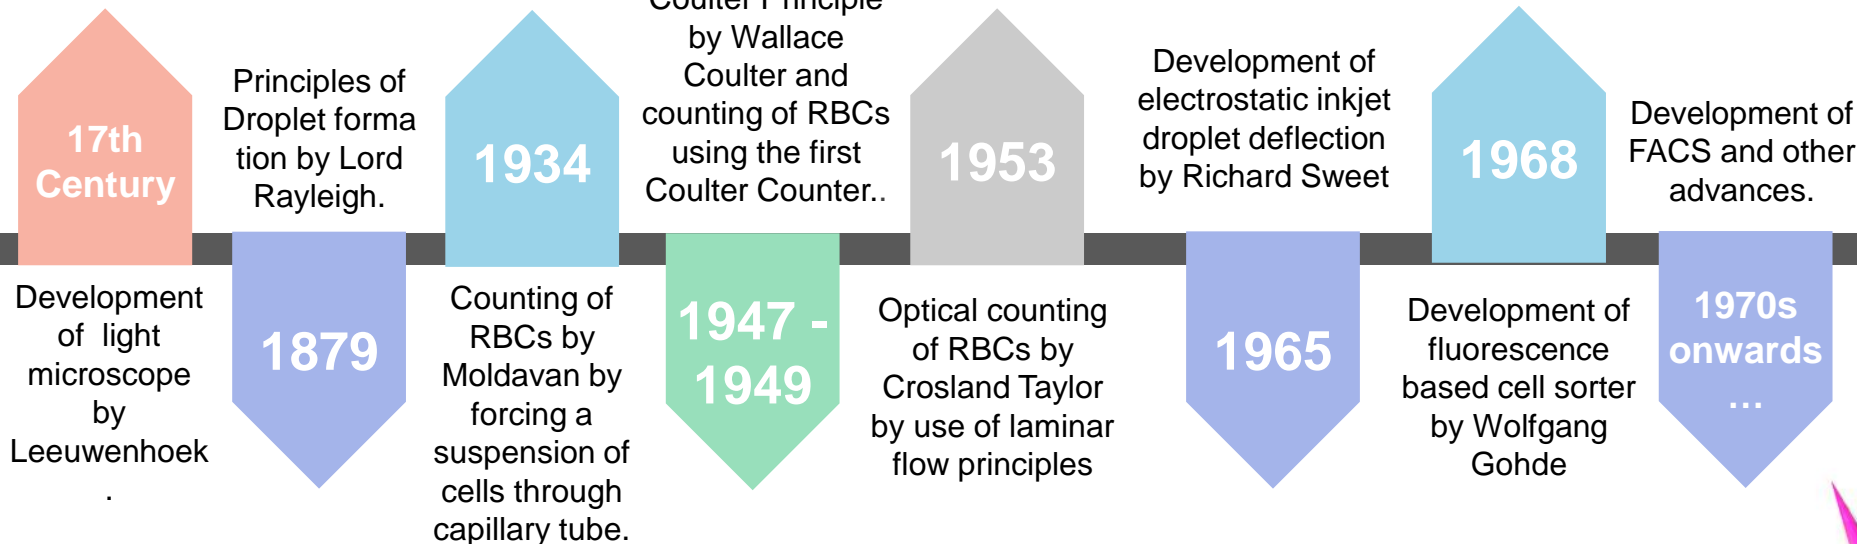 17th
Century
Development
of light
microscope
by
Leeuwenhoek
.
Principles of
Droplet forma
tion by Lord
Rayleigh.
1879
1934
Counting of
RBCs by
Moldavan by
forcing a
suspension of
cells through
capillary tube.
Coulter Principle
by Wallace
Coulter and
counting of RBCs
using the first
Coulter Counter..
1947 -
1949
1953
Optical counting
of RBCs by
Crosland Taylor
by use of laminar
flow principles
Development of
electrostatic inkjet
droplet deflection
by Richard Sweet
1965
1968
Development of
fluorescence
based cell sorter
by Wolfgang
Gohde
Development of
FACS and other
advances.
1970s
onwards
...